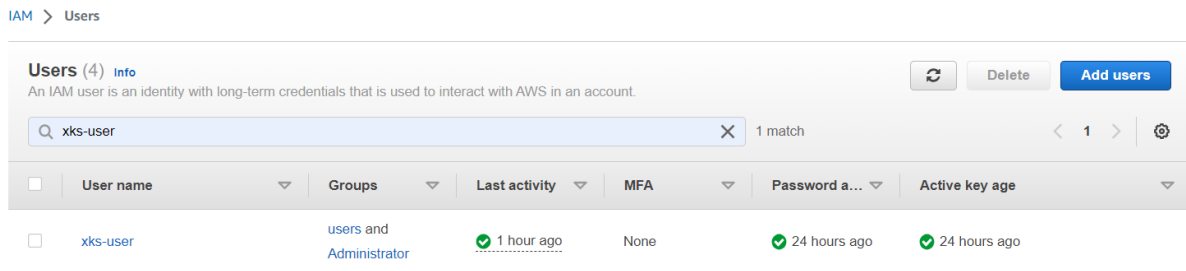 IAM > Users
Users (4) Info
Delete
Add users
An IAM user is an identity with long-term credentials that is used to interact with AWS in an account.
xks-user
1 match
1
User name Groups Last activity MFA Password a... Active key age
xks-user users and Administrator 1 hour ago None 24 hours ago 24 hours ago